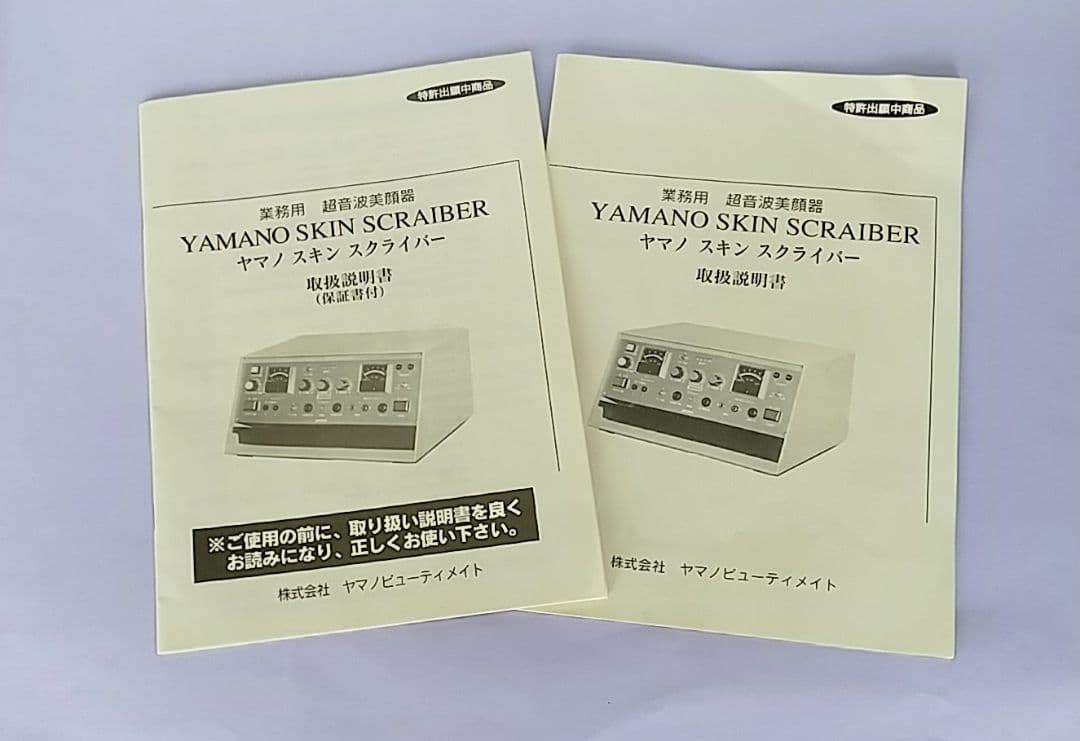 特許出願中商品
業務用 超音波美顔器
YAMANO SKIN SCRAIBER
ヤマノ スキン スクライバー
取扱説明書
（保証書付）
※ご使用の前に、取り扱い説明書を良く
お読みになり、正しくお使い下さい。
株式会社 ヤマノビューティメイト
特許出願中商品
業務用 超音波美顔器
YAMANO SKIN SCRAIBER
ヤマノ スキン スクライバー
取扱説明書
株式会社 ヤマノビューティメイト